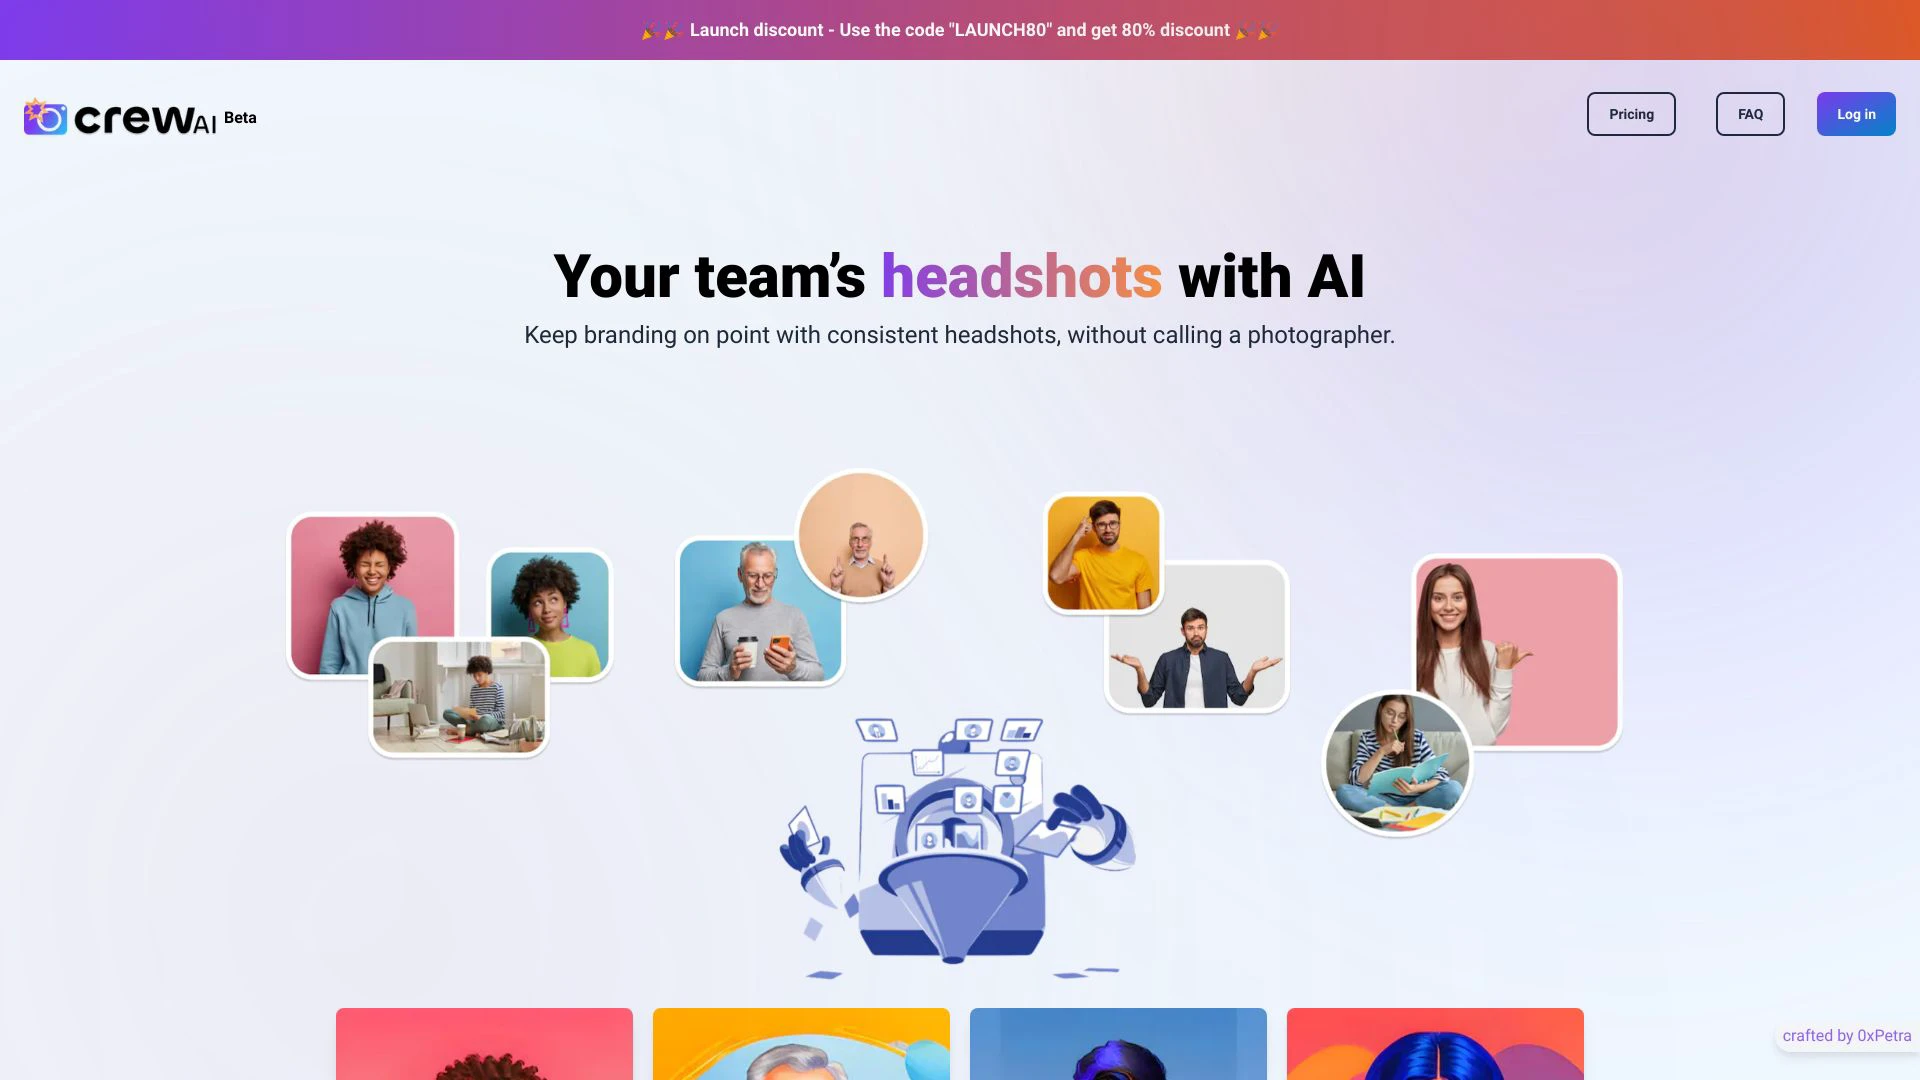 🎉🎉 Launch discount - Use the code "LAUNCH80" and get 80% discount 🎉🎉
crewAI Beta
Pricing
FAQ
Log in
Your team’s headshots with AI
Keep branding on point with consistent headshots, without calling a photographer.
crafted by 0xPetra